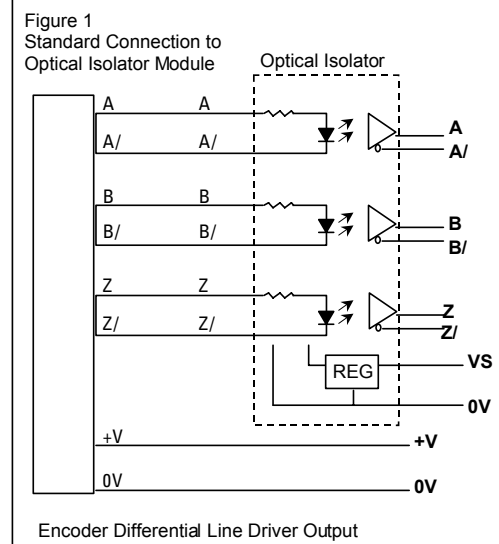 Figure 1
Standard Connection to
Optical Isolator Module
Optical Isolator
A A
A
A/ A/
A/
B B
B
B/ B/
B/
Z Z
Z
Z/ Z/
Z/
VS
REG
0V
+V
+V
0V
0V
Encoder Differential Line Driver Output